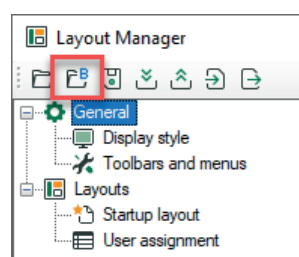 Layout Manager
B
General
Display style
Toolbars and menus
Layouts
Startup layout
User assignment